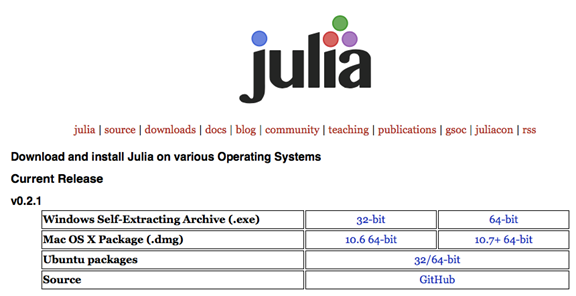 julia
julia | source | downloads | docs | blog | community | teaching | publications | gsoc | juliacon | rss
Download and install Julia on various Operating Systems
Current Release
v0.2.1
Windows Self-Extracting Archive (.exe) 32-bit 64-bit
Mac OS X Package (.dmg) 10.6 64-bit 10.7+ 64-bit
Ubuntu packages 32/64-bit
Source GitHub